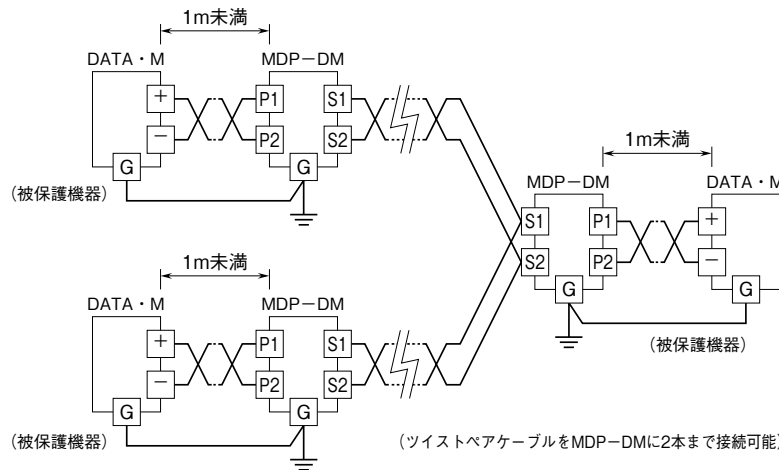 1m未満
DATA・M
MDP－DM
＋
P1
S1
－
P2
S2
G
G
（被保護機器）
1m未満
MDP－DM
DATA・M
S1
P1
＋
S2
P2
－
G
G
（被保護機器）
1m未満
DATA・M
MDP－DM
＋
P1
S1
－
P2
S2
G
G
（被保護機器）
（ツイストペアケーブルをMDP－DMに2本まで接続可能）